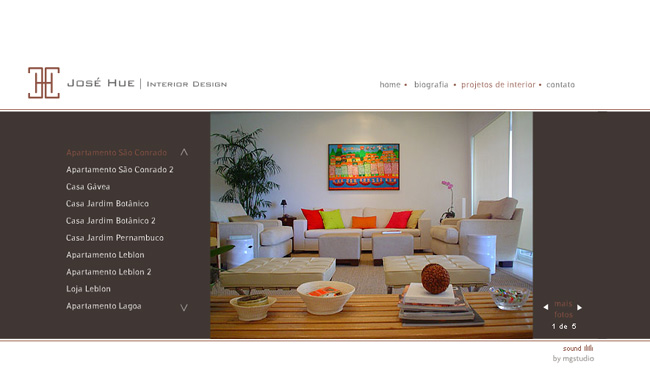 JOSÉ HUE | INTERIOR DESIGN
home • biografia • projetos de interior • contato
Apartamento São Conrado
Apartamento São Conrado 2
Casa Gávea
Casa Jardim Botânico
Casa Jardim Botânico 2
Casa Jardim Pernambuco
Apartamento Leblon
Apartamento Leblon 2
Loja Leblon
Apartamento Lagoa
mais
fotos
1 de 5
sound
by mgstudio